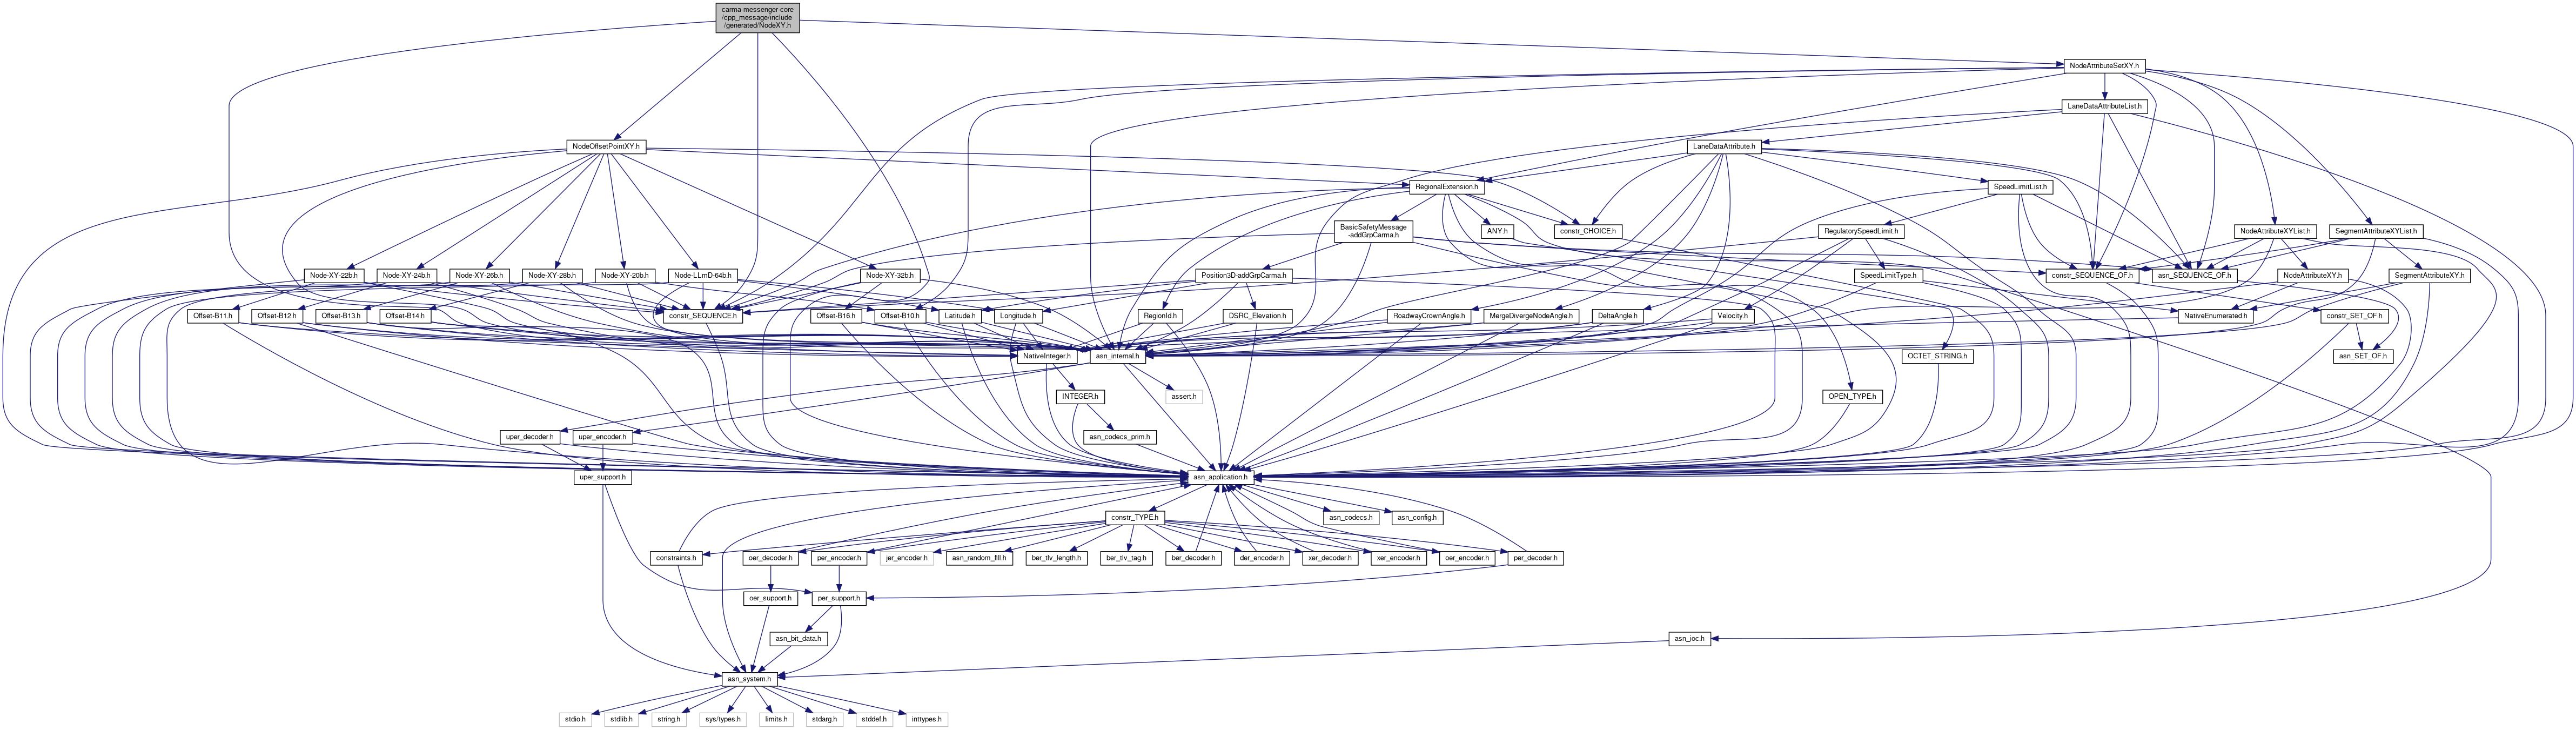 carma-messenger-core
/cpp_message/include
/generated/NodeXY.h
NodeAttributeSetXY.h
LaneDataAttributeList.h
NodeOffsetPointXY.h
LaneDataAttribute.h
RegionalExtension.h
SpeedLimitList.h
BasicSafetyMessage
-addGrpCarma.h
ANY.h
constr_CHOICE.h
RegulatorySpeedLimit.h
NodeAttributeXYList.h
SegmentAttributeXYList.h
Node-XY-22b.h
Node-XY-24b.h
Node-XY-26b.h
Node-XY-28b.h
Node-XY-20b.h
Node-LLmD-64b.h
Node-XY-32b.h
Position3D-addGrpCarma.h
SpeedLimitType.h
constr_SEQUENCE_OF.h
asn_SEQUENCE_OF.h
NodeAttributeXY.h
SegmentAttributeXY.h
Offset-B11.h
Offset-B12.h
Offset-B13.h
Offset-B14.h
constr_SEQUENCE.h
Offset-B16.h
Offset-B10.h
Latitude.h
Longitude.h
RegionId.h
DSRC_Elevation.h
RoadwayCrownAngle.h
MergeDivergeNodeAngle.h
DeltaAngle.h
Velocity.h
NativeEnumerated.h
constr_SET_OF.h
NativeInteger.h
asn_internal.h
OCTET_STRING.h
asn_SET_OF.h
INTEGER.h
assert.h
OPEN_TYPE.h
uper_decoder.h
uper_encoder.h
asn_codecs_prim.h
uper_support.h
asn_application.h
constr_TYPE.h
asn_codecs.h
asn_config.h
constraints.h
oer_decoder.h
per_encoder.h
jer_encoder.h
asn_random_fill.h
ber_tlv_length.h
ber_tlv_tag.h
ber_decoder.h
der_encoder.h
xer_decoder.h
xer_encoder.h
oer_encoder.h
per_decoder.h
oer_support.h
per_support.h
asn_bit_data.h
asn_ioc.h
asn_system.h
stdio.h
stdlib.h
string.h
sys/types.h
limits.h
stdarg.h
stddef.h
inttypes.h